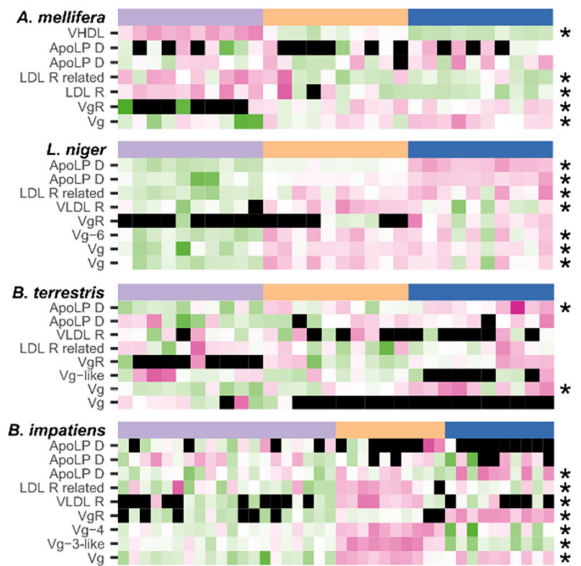 A. mellifera
VHDL *
ApoLP D
ApoLP D
LDL R related *
LDL R *
VgR *
Vg *
L. niger
ApoLP D *
ApoLP D *
LDL R related *
VLDL R *
VgR
Vg-6 *
Vg *
Vg *
B. terrestris
ApoLP D *
ApoLP D
VLDL R
LDL R related
VgR
Vg-like
Vg *
Vg
B. impatiens
ApoLP D
ApoLP D
ApoLP D *
LDL R related *
VLDL R *
VgR *
Vg-4 *
Vg-3-like *
Vg *